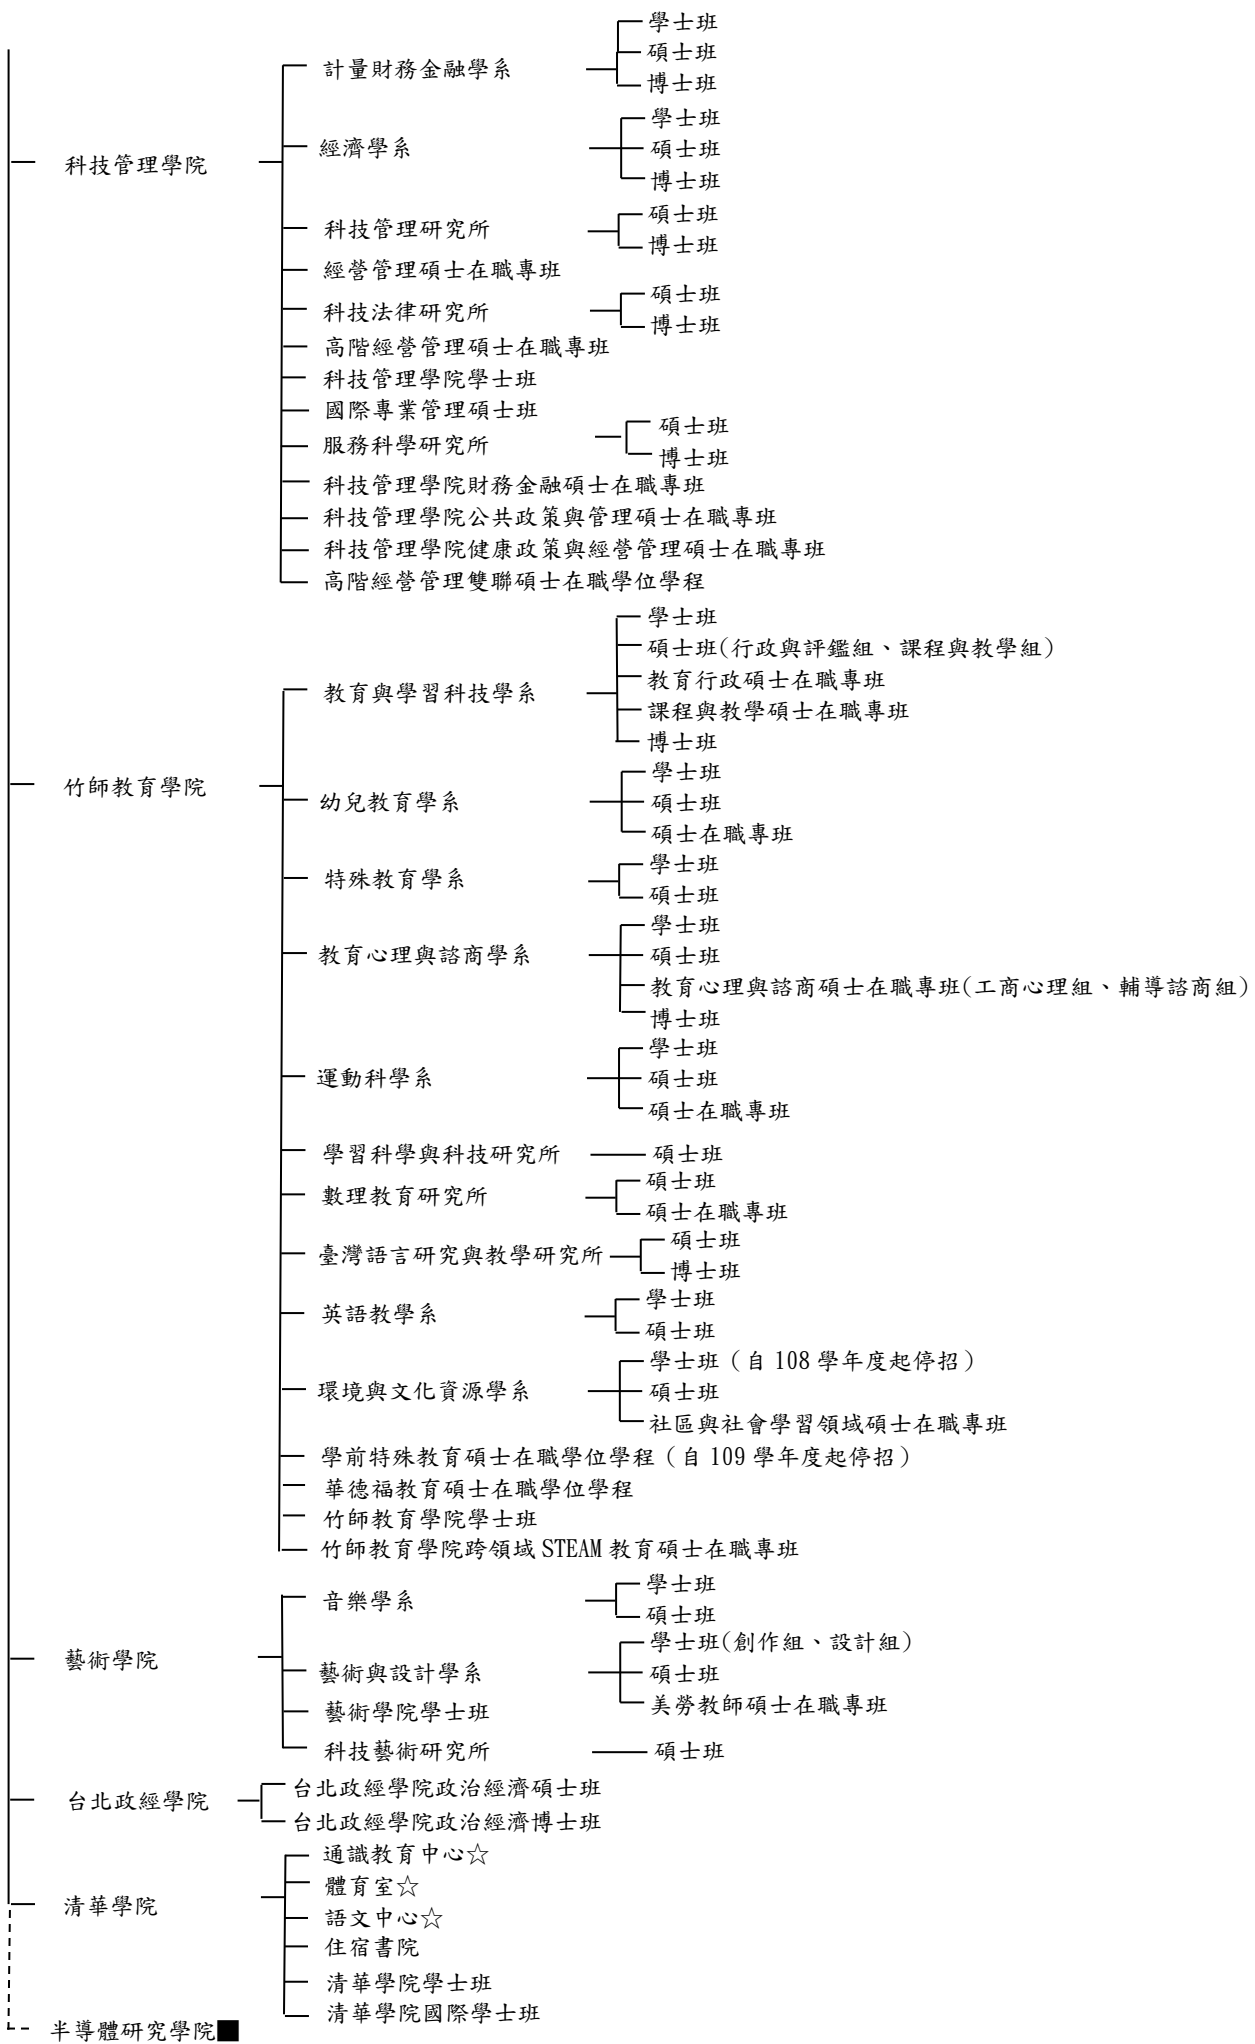 科技管理學院
計量財務金融學系
學士班
碩士班
博士班
經濟學系
學士班
碩士班
博士班
科技管理研究所
碩士班
博士班
經營管理碩士在職專班
科技法律研究所
碩士班
博士班
高階經營管理碩士在職專班
科技管理學院學士班
國際專業管理碩士班
服務科學研究所
碩士班
博士班
科技管理學院財務金融碩士在職專班
科技管理學院公共政策與管理碩士在職專班
科技管理學院健康政策與經營管理碩士在職專班
高階經營管理雙聯碩士在職學位學程
竹師教育學院
教育與學習科技學系
學士班
碩士班(行政與評鑑組、課程與教學組)
教育行政碩士在職專班
課程與教學碩士在職專班
博士班
幼兒教育學系
學士班
碩士班
碩士在職專班
特殊教育學系
學士班
碩士班
教育心理與諮商學系
學士班
碩士班
教育心理與諮商碩士在職專班(工商心理組、輔導諮商組)
博士班
運動科學系
學士班
碩士班
碩士在職專班
學習科學與科技研究所
碩士班
數理教育研究所
碩士班
碩士在職專班
臺灣語言研究與教學研究所
碩士班
博士班
英語教學系
學士班
碩士班
環境與文化資源學系
學士班（自 108 學年度起停招）
碩士班
社區與社會學習領域碩士在職專班
學前特殊教育碩士在職學位學程（自 109 學年度起停招）
華德福教育碩士在職學位學程
竹師教育學院學士班
竹師教育學院跨領域 STEAM 教育碩士在職專班
藝術學院
音樂學系
學士班
碩士班
藝術與設計學系
學士班(創作組、設計組)
碩士班
美勞教師碩士在職專班
藝術學院學士班
科技藝術研究所
碩士班
台北政經學院
台北政經學院政治經濟碩士班
台北政經學院政治經濟博士班
清華學院
通識教育中心☆
體育室☆
語文中心☆
住宿書院
清華學院學士班
清華學院國際學士班
半導體研究學院■